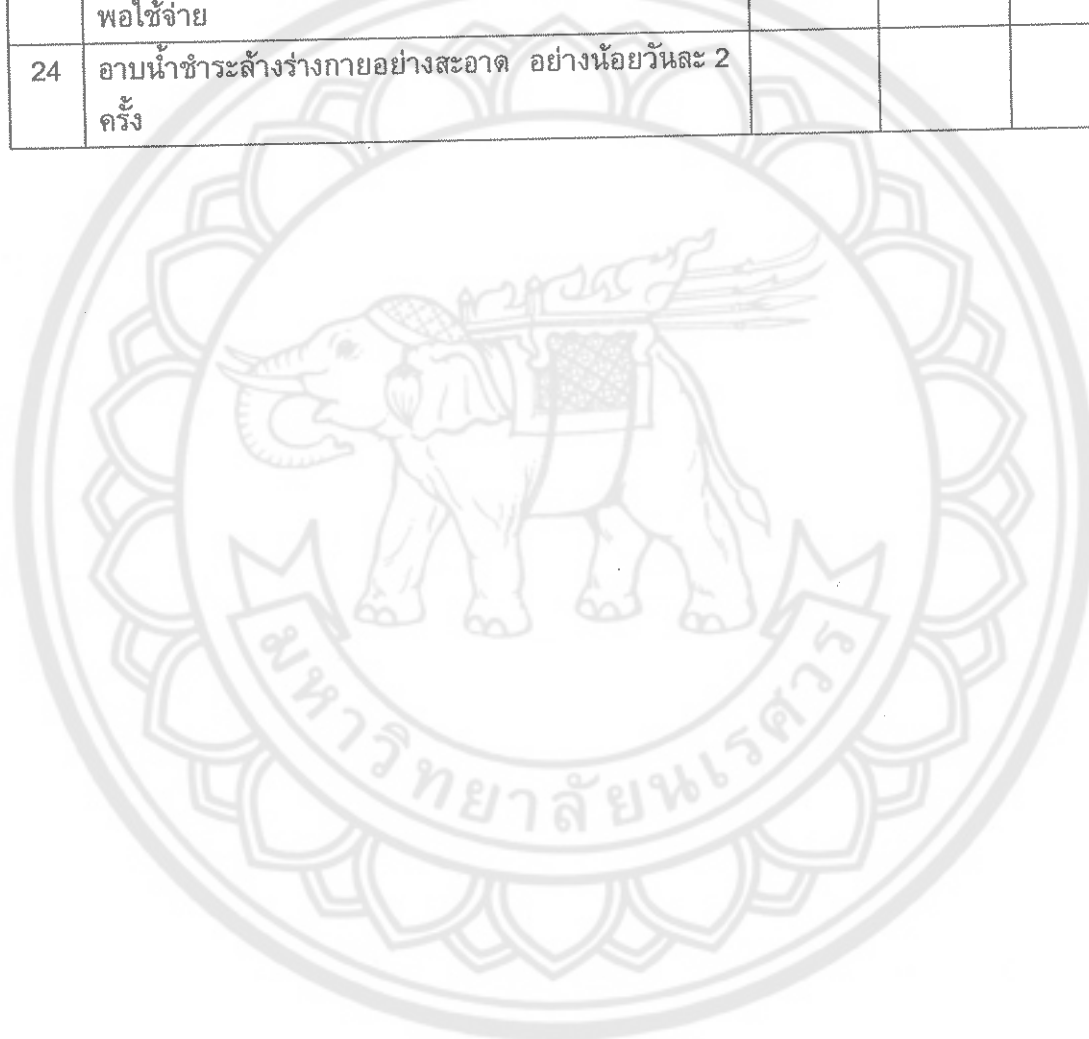 พอใช้จ่าย
24 อาบน้ำชำระล้างร่างกายอย่างสะอาด อย่างน้อยวันละ 2
ครั้ง
มหาวิทยาลัยนเรศวร